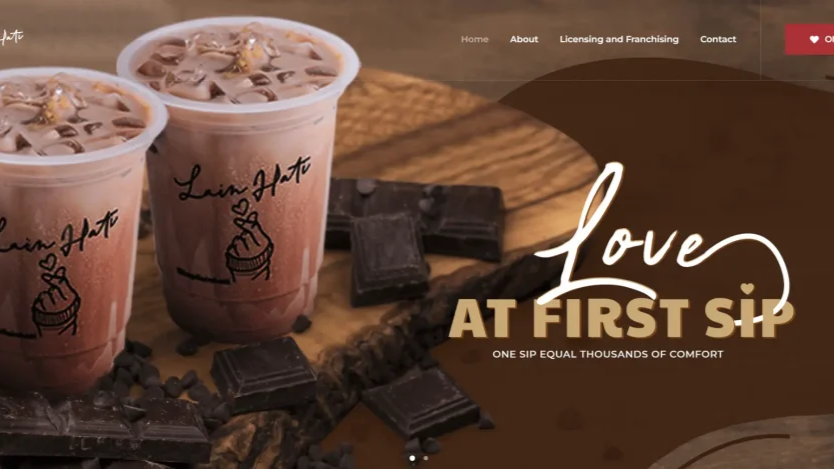 Hati
Home About Licensing and Franchising Contact
Lain Hati
Lain Hati
Love
AT FIRST SIP
ONE SIP EQUAL THOUSANDS OF COMFORT